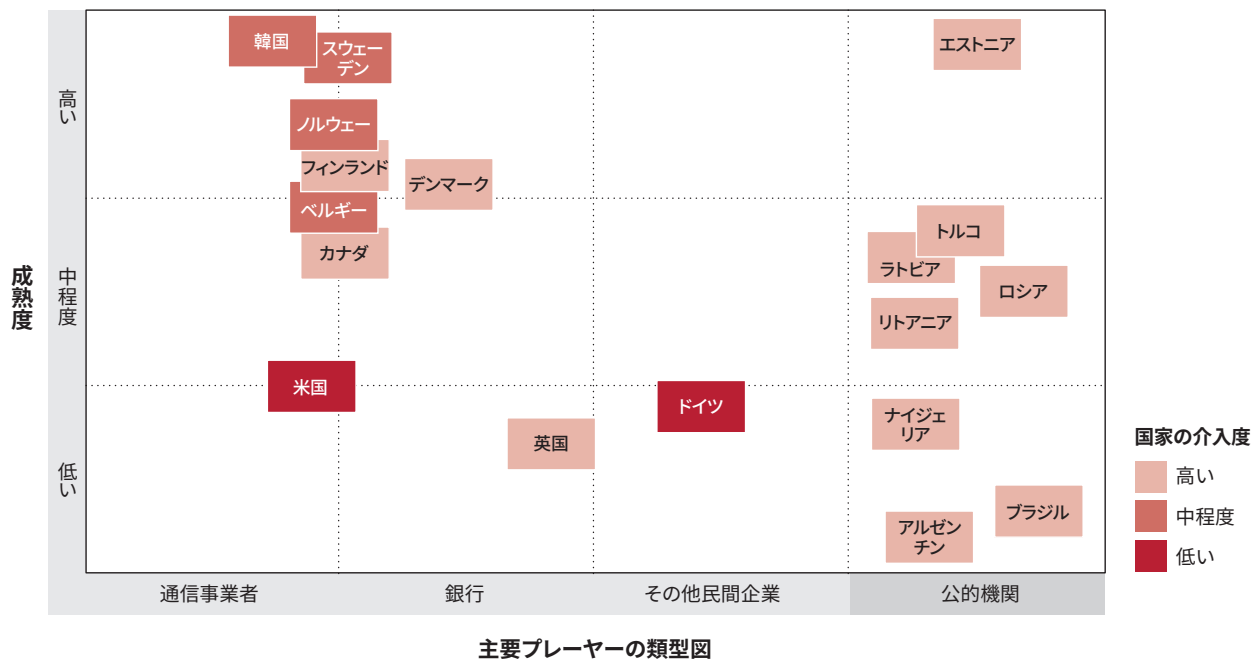 韓国
スウェー
デン
エストニア
高い
ノルウェー
フィンランド
デンマーク
ベルギー
トルコ
カナダ
ラトビア
成熟度
中程度
ロシア
リトアニア
米国
ドイツ
ナイジェ
リア
英国
低い
アルゼン
チン
ブラジル
国家の介入度
高い
中程度
低い
通信事業者
銀行
その他民間企業
公的機関
主要プレーヤーの類型図